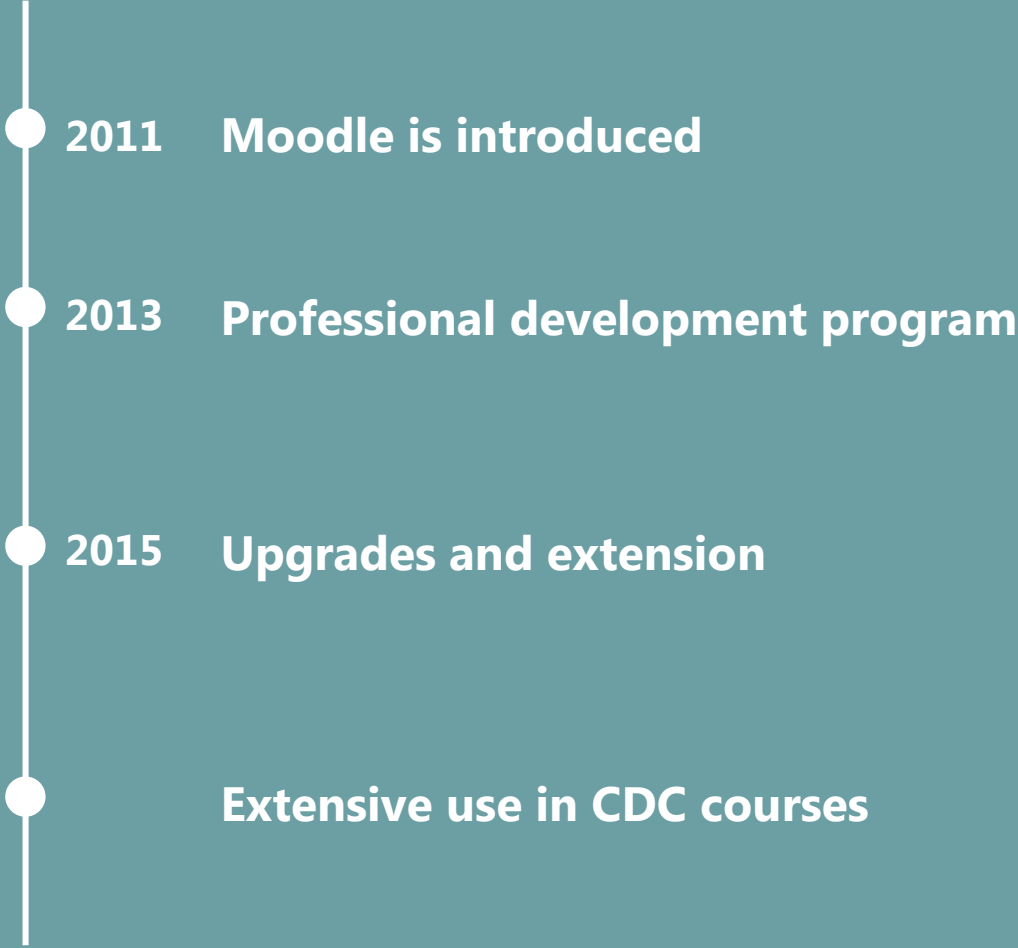 2011 Moodle is introduced
2013 Professional development program
2015 Upgrades and extension
Extensive use in CDC courses